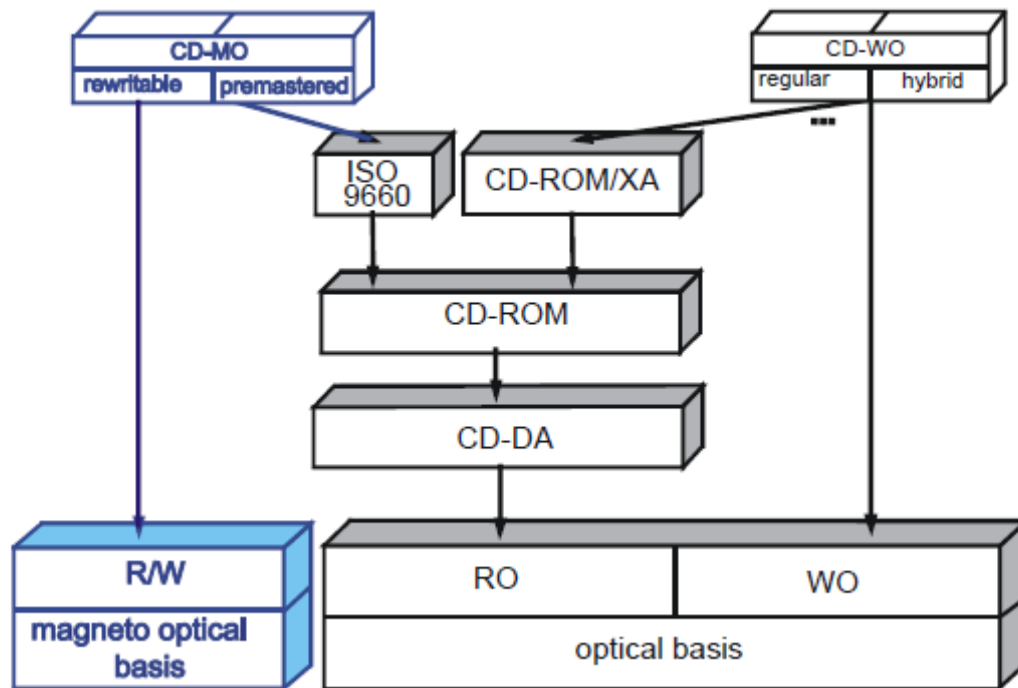 CD-MO
rewritable premastered
CD-WO
regular hybrid
...
ISO
9660
CD-ROM/XA
CD-ROM
CD-DA
R/W
magneto optical
basis
RO WO
optical basis